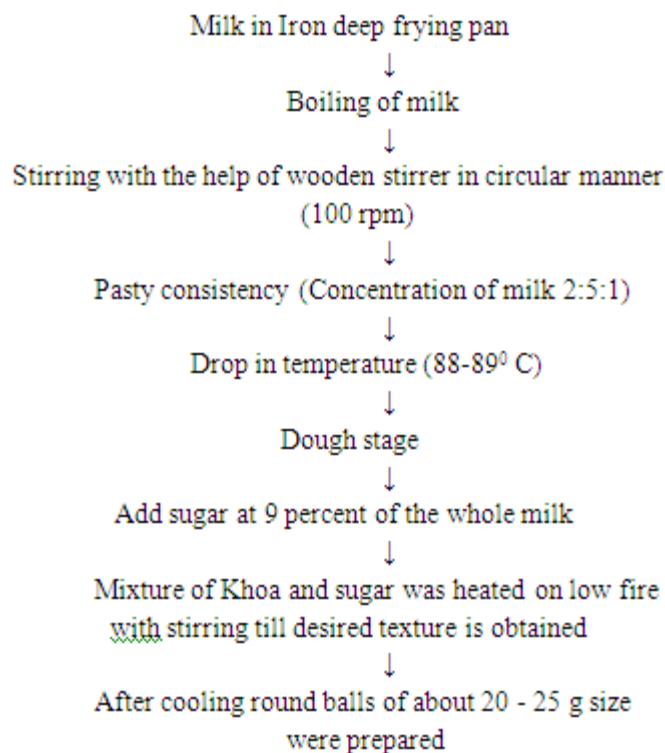 Milk in Iron deep frying pan
↓
Boiling of milk
↓
Stirring with the help of wooden stirrer in circular manner
(100 rpm)
↓
Pasty consistency (Concentration of milk 2:5:1)
↓
Drop in temperature (88-89⁰ C)
↓
Dough stage
↓
Add sugar at 9 percent of the whole milk
↓
Mixture of Khoa and sugar was heated on low fire
with stirring till desired texture is obtained
↓
After cooling round balls of about 20 - 25 g size
were prepared